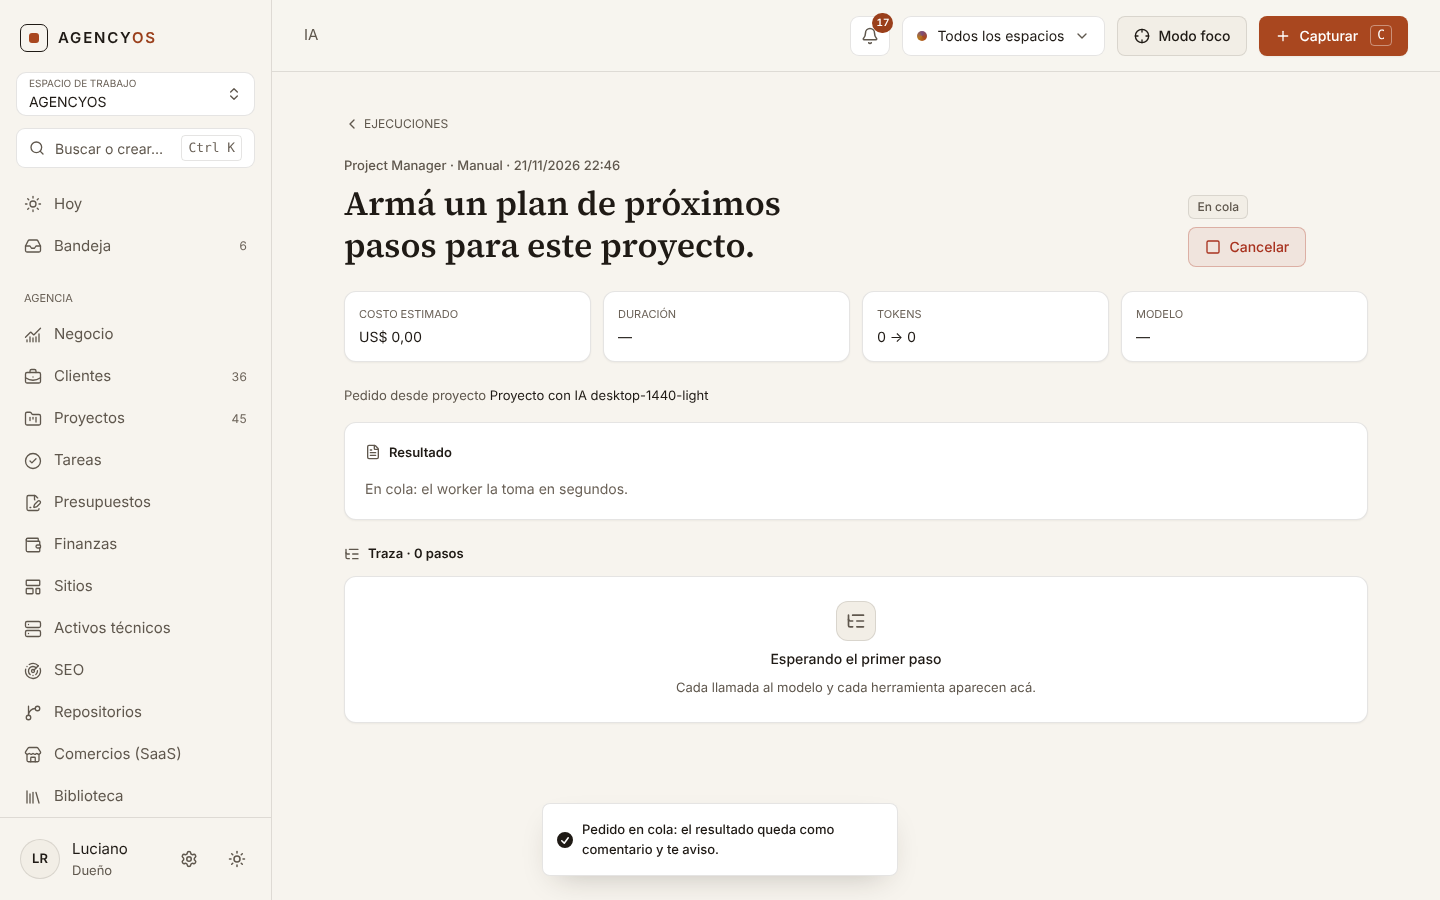 AGENCYOS
ESPACIO DE TRABAJO
AGENCYOS
Buscar o crear...
Ctrl K
Hoy
Bandeja 6
AGENCIA
Negocio
Clientes 36
Proyectos 45
Tareas
Presupuestos
Finanzas
Sitios
Activos técnicos
SEO
Repositorios
Comercios (SaaS)
Biblioteca
LR
Luciano
Dueño
IA
17
Todos los espacios
Modo foco
Capturar C
EJECUCIONES
Project Manager · Manual · 21/11/2026 22:46
Armá un plan de próximos
pasos para este proyecto.
En cola
Cancelar
COSTO ESTIMADO
US$ 0,00
DURACIÓN
—
TOKENS
0 → 0
MODELO
—
Pedido desde proyecto Proyecto con IA desktop-1440-light
Resultado
En cola: el worker la toma en segundos.
Traza · 0 pasos
Esperando el primer paso
Cada llamada al modelo y cada herramienta aparecen acá.
Pedido en cola: el resultado queda como
comentario y te aviso.